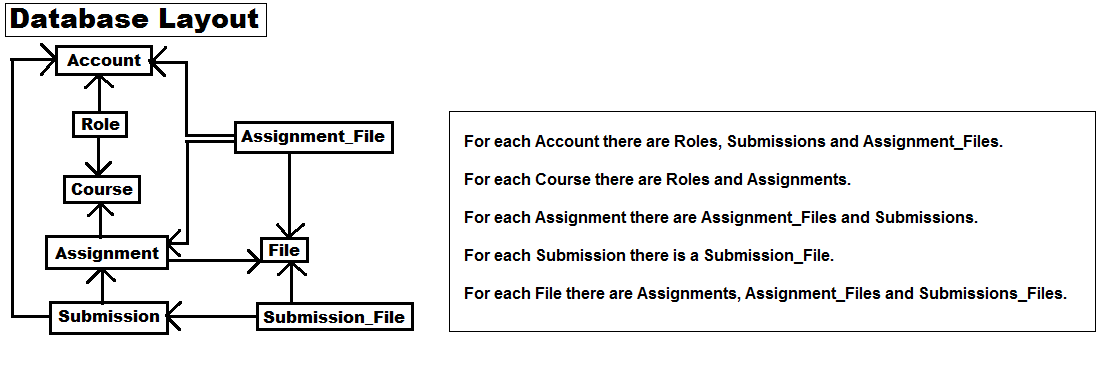 Database Layout
Account
Role
Assignment_File
Course
Assignment
File
Submission
Submission_File
For each Account there are Roles, Submissions and Assignment_Files.
For each Course there are Roles and Assignments.
For each Assignment there are Assignment_Files and Submissions.
For each Submission there is a Submission_File.
For each File there are Assignments, Assignment_Files and Submissions_Files.